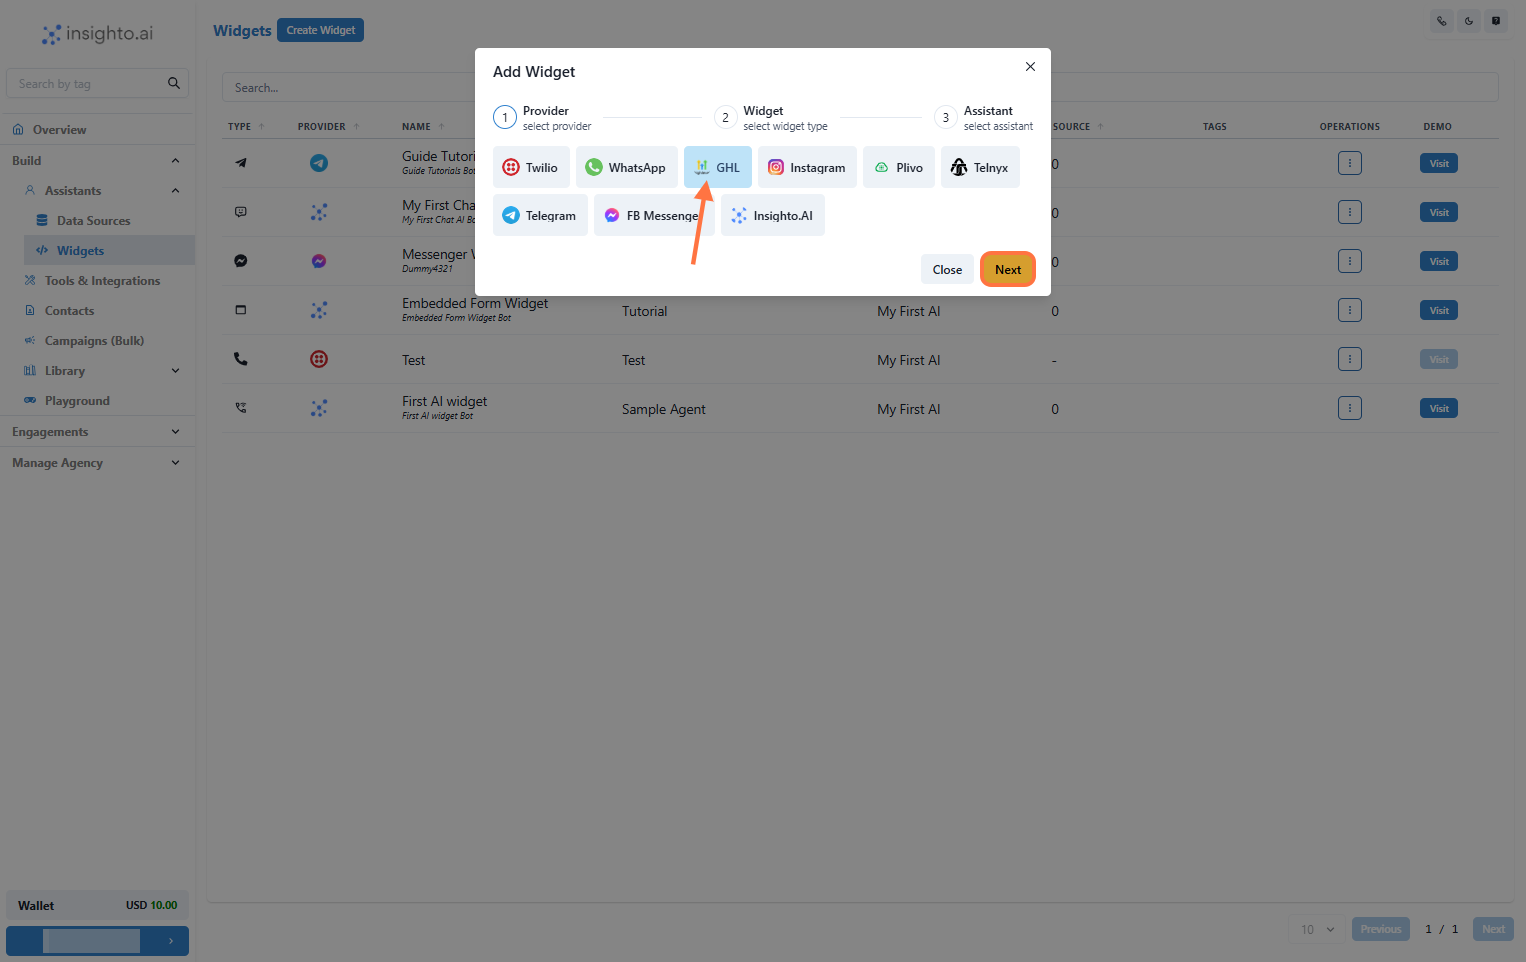 insighto.ai
Search by tag
Overview
Build
Assistants
Data Sources
Widgets
Tools & Integrations
Contacts
Campaigns (Bulk)
Library
Playground
Engagements
Manage Agency
Wallet USD 10.00
Widgets Create Widget
Search...
TYPE PROVIDER NAME SOURCE TAGS OPERATIONS DEMO
Add Widget
1 Provider
select provider
2 Widget
select widget type
3 Assistant
select assistant
Twilio WhatsApp GHL Instagram Plivo Telnyx
Telegram FB Messenge Insighto.AI
Close Next
Guide Tutori 0 Visit
Guide Tutorials Bot
My First Cha 0 Visit
My First Chat AI Bo
Messenger 0 Visit
Dummy4321
Embedded Form Widget Tutorial My First AI 0 Visit
Embedded Form Widget Bot
Test Test My First AI - Visit
First AI widget Sample Agent My First AI 0 Visit
First AI widget Bot
10 Previous 1 / 1 Next